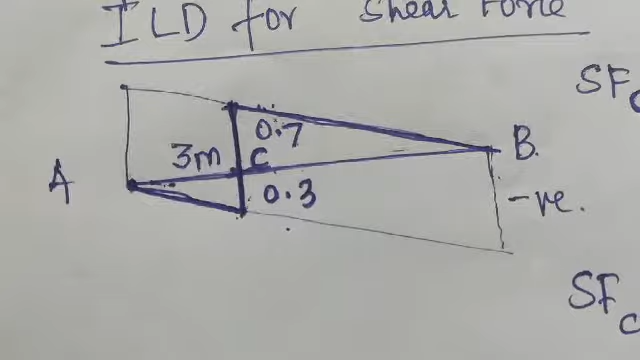 ILD for Shear Force
SF
0.7
B.
3m
C
A
0.3
-ve.
SF
C